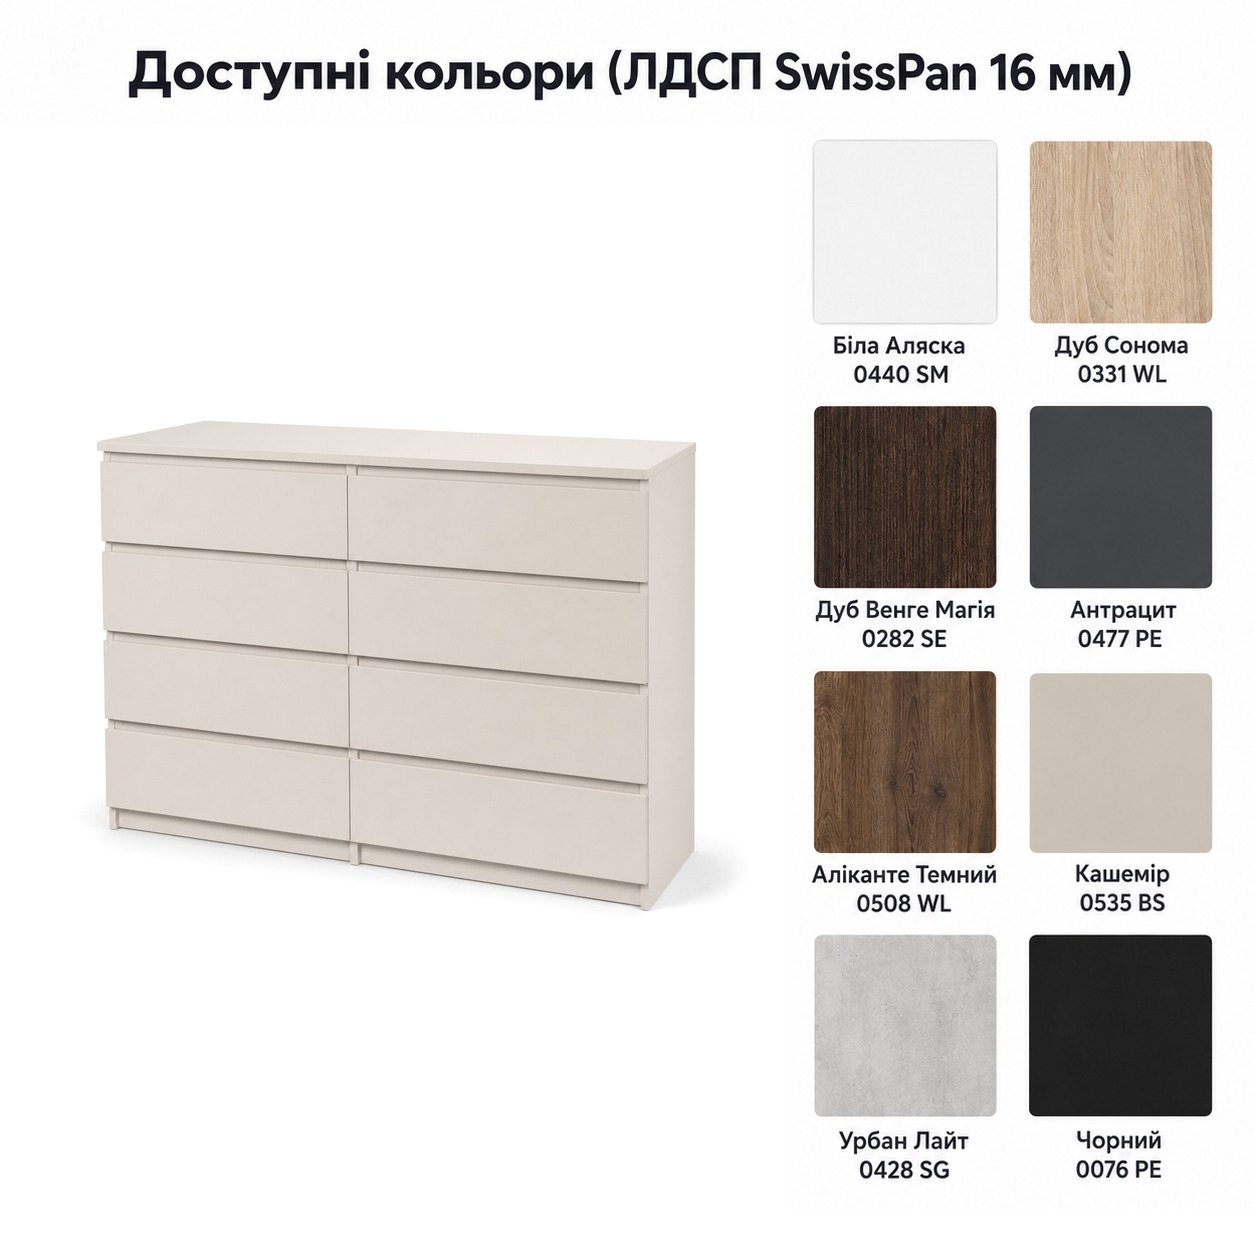 Доступні кольори (ЛДСП SwissPan 16 мм)
Біла Аляска
0440 SM
Дуб Сонома
0331 WL
Дуб Венге Магія
0282 SE
Антрацит
0477 PE
Аліканте Темний
0508 WL
Кашемір
0535 BS
Урбан Лайт
0428 SG
Чорний
0076 PE